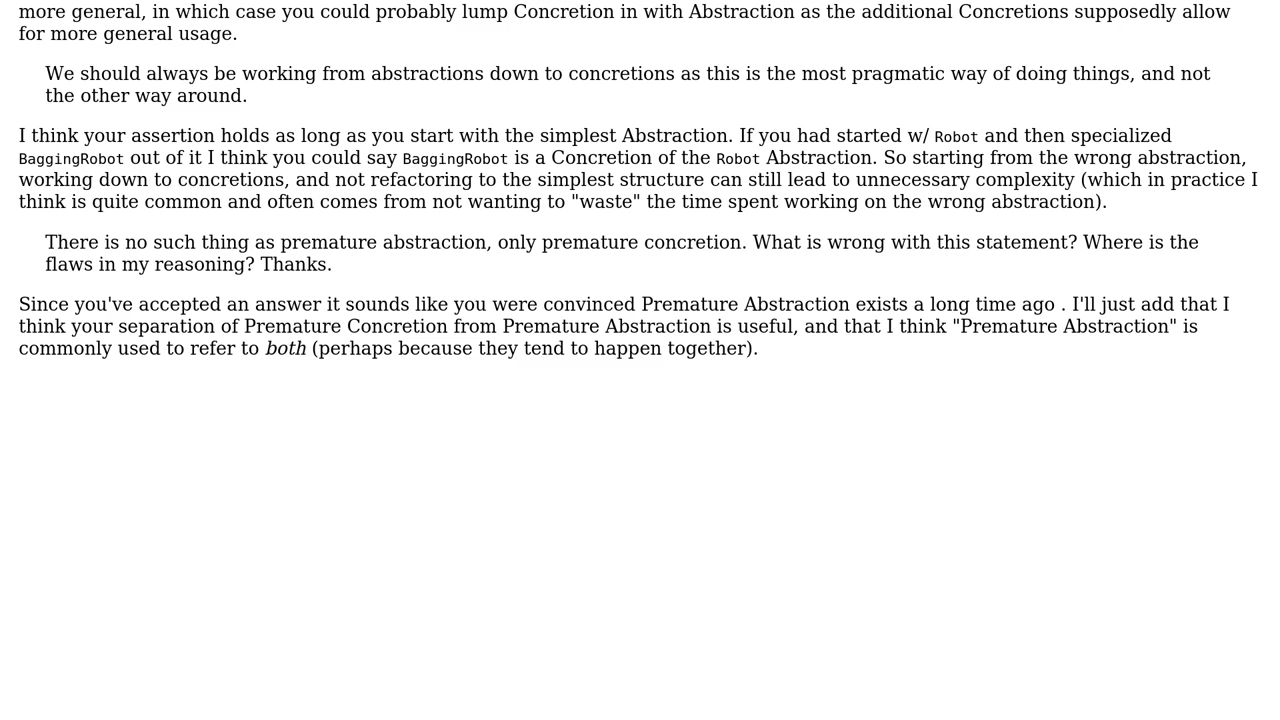 more general, in which case you could probably lump Concretion in with Abstraction as the additional Concretions supposedly allow
for more general usage.
We should always be working from abstractions down to concretions as this is the most pragmatic way of doing things, and not
the other way around.
I think your assertion holds as long as you start with the simplest Abstraction. If you had started w/ Robot and then specialized
BaggingRobot out of it I think you could say BaggingRobot is a Concretion of the Robot Abstraction. So starting from the wrong abstraction,
working down to concretions, and not refactoring to the simplest structure can still lead to unnecessary complexity (which in practice I
think is quite common and often comes from not wanting to "waste" the time spent working on the wrong abstraction).
There is no such thing as premature abstraction, only premature concretion. What is wrong with this statement? Where is the
flaws in my reasoning? Thanks.
Since you've accepted an answer it sounds like you were convinced Premature Abstraction exists a long time ago . I'll just add that I
think your separation of Premature Concretion from Premature Abstraction is useful, and that I think "Premature Abstraction" is
commonly used to refer to both (perhaps because they tend to happen together).